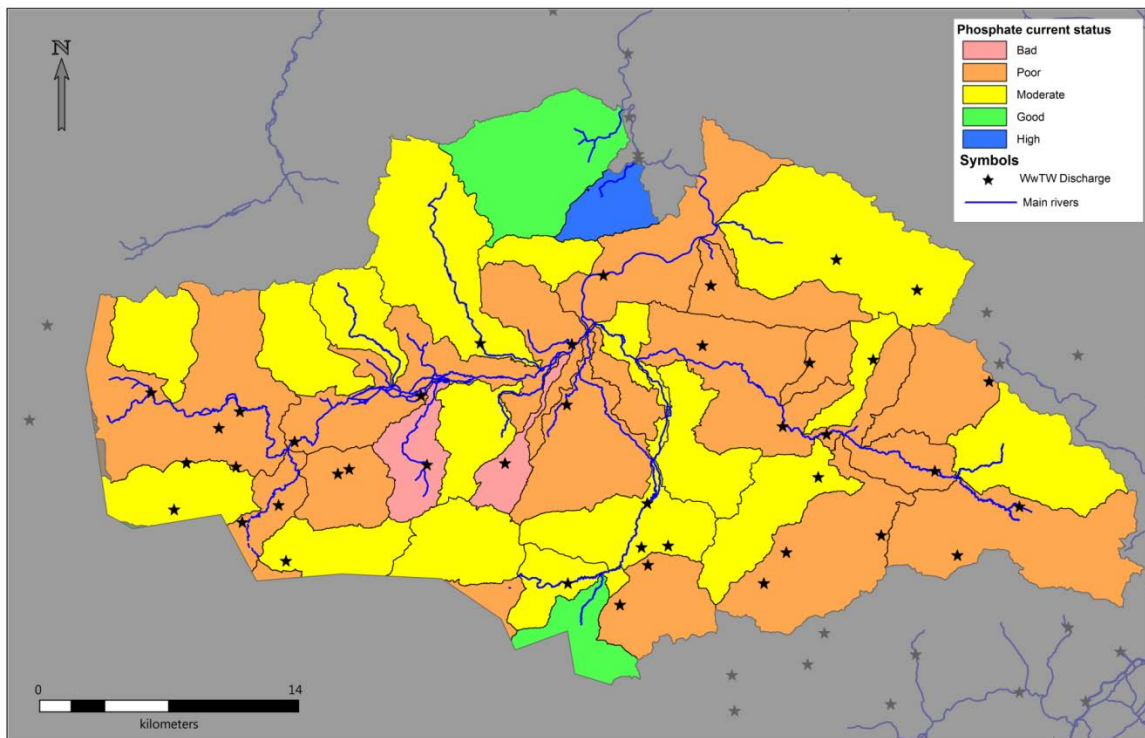 N
Phosphate current status
Bad
Poor
Moderate
Good
High
Symbols
WwTW Discharge
Main rivers
0 14
kilometers